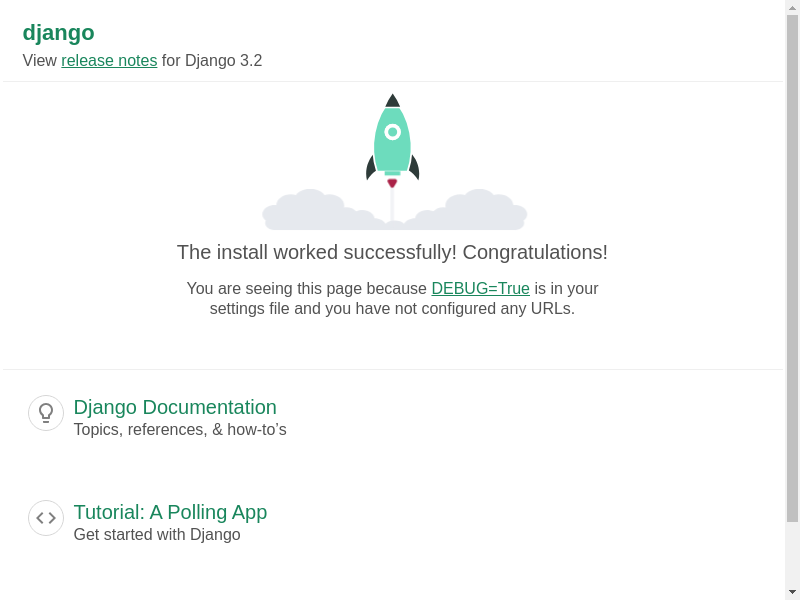 django
View release notes for Django 3.2
The install worked successfully! Congratulations!
You are seeing this page because DEBUG=True is in your
settings file and you have not configured any URLs.
Django Documentation
Topics, references, & how-to’s
Tutorial: A Polling App
Get started with Django